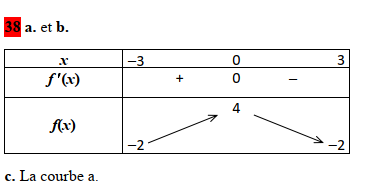 38 a. et b.
x −3 0 3
f'(x) + 0 −
4
f(x)
−2 −2
c. La courbe a.